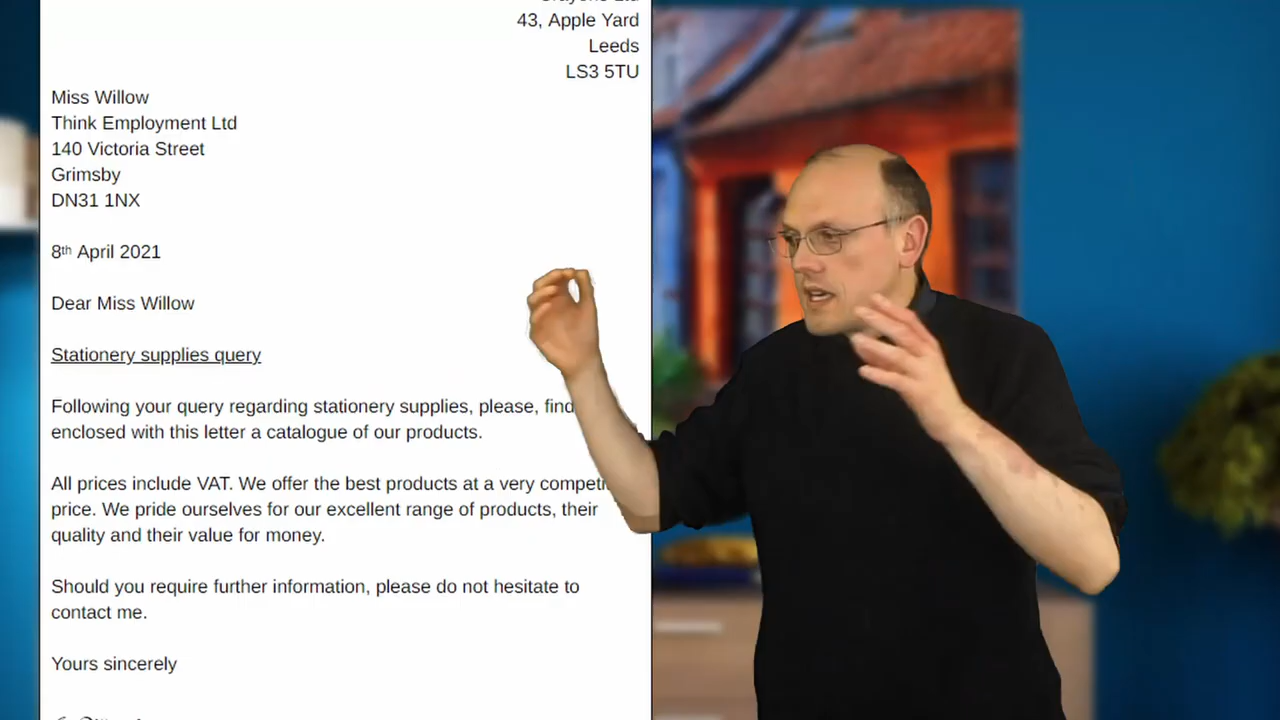 43, Apple Yard
Leeds
LS3 5TU
Miss Willow
Think Employment Ltd
140 Victoria Street
Grimsby
DN31 1NX
8th April 2021
Dear Miss Willow
Stationery supplies query
Following your query regarding stationery supplies, please, find
enclosed with this letter a catalogue of our products.
All prices include VAT. We offer the best products at a very
price. We pride ourselves for our excellent range of products, their
quality and their value for money.
Should you require further information, please do not hesitate to
contact me.
Yours sincerely